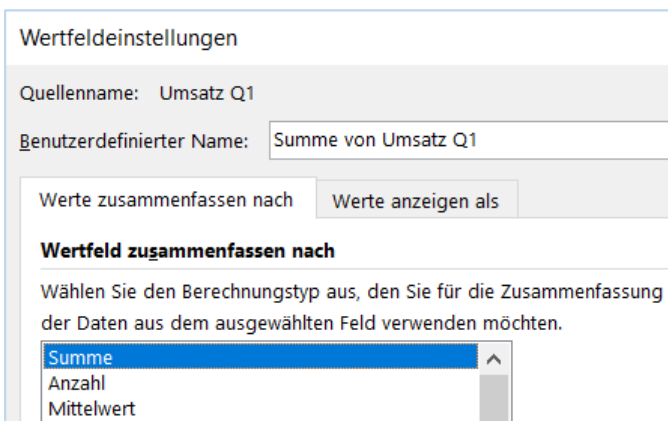 Wertfeldeinstellungen
Quellenname: Umsatz Q1
Benutzerdefinierter Name: Summe von Umsatz Q1
Werte zusammenfassen nach Werte anzeigen als
Wertfeld zusammenfassen nach
Wählen Sie den Berechnungstyp aus, den Sie für die Zusammenfassung
der Daten aus dem ausgewählten Feld verwenden möchten.
Summe
Anzahl
Mittelwert